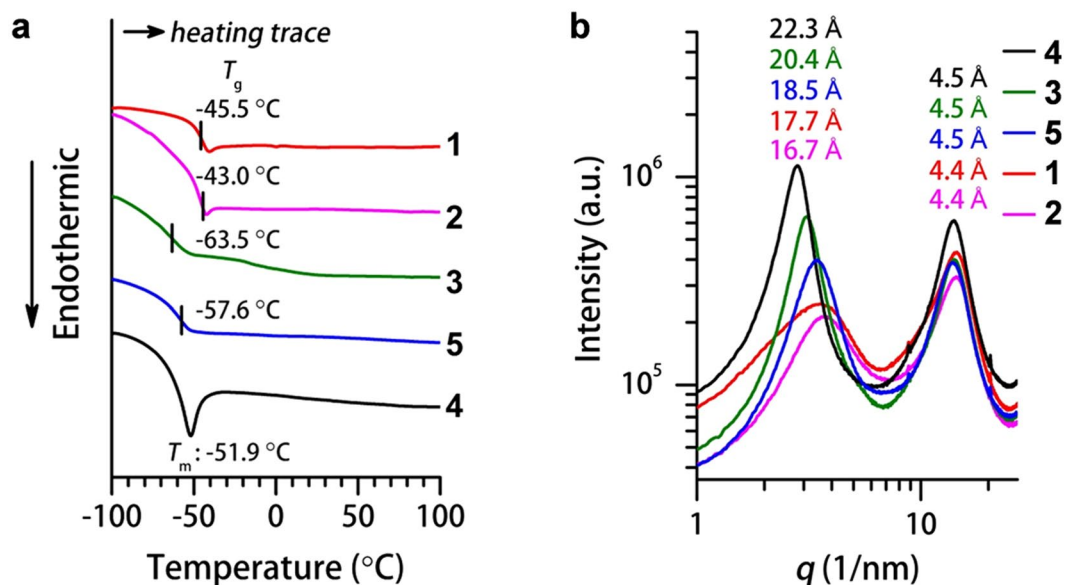 a
heating trace
Tg
-45.5 °C
1
-43.0 °C
2
-63.5 °C
3
-57.6 °C
5
4
Tm: -51.9 °C
Endothermic
-100 -50 0 50 100
Temperature (°C)
b
22.3 Å
20.4 Å
18.5 Å
17.7 Å
16.7 Å
4.5 Å
4.5 Å
4.5 Å
4.4 Å
4.4 Å
4
3
5
1
2
10^6
10^5
Intensity (a.u.)
1 10
q (1/nm)